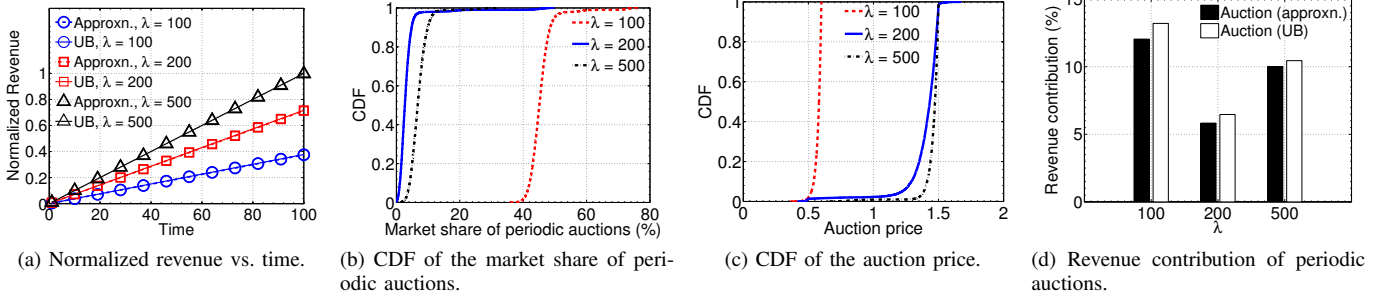 Approxn., λ = 100
UB, λ = 100
Approxn., λ = 200
UB, λ = 200
Approxn., λ = 500
UB, λ = 500
Normalized Revenue
1
0.8
0.6
0.4
0.2
0
0 20 40 60 80 100
Time
(a) Normalized revenue vs. time.
CDF
1
0.8
0.6
0.4
0.2
0
λ = 100
λ = 200
λ = 500
0 20 40 60 80
Market share of periodic auctions (%)
(b) CDF of the market share of peri-
odic auctions.
CDF
1
0.8
0.6
0.4
0.2
0
λ = 100
λ = 200
λ = 500
0 0.5 1 1.5 2
Auction price
(c) CDF of the auction price.
Revenue contribution (%)
15
10
5
0
Auction (approxn.)
Auction (UB)
100 200 500
λ
(d) Revenue contribution of periodic
auctions.